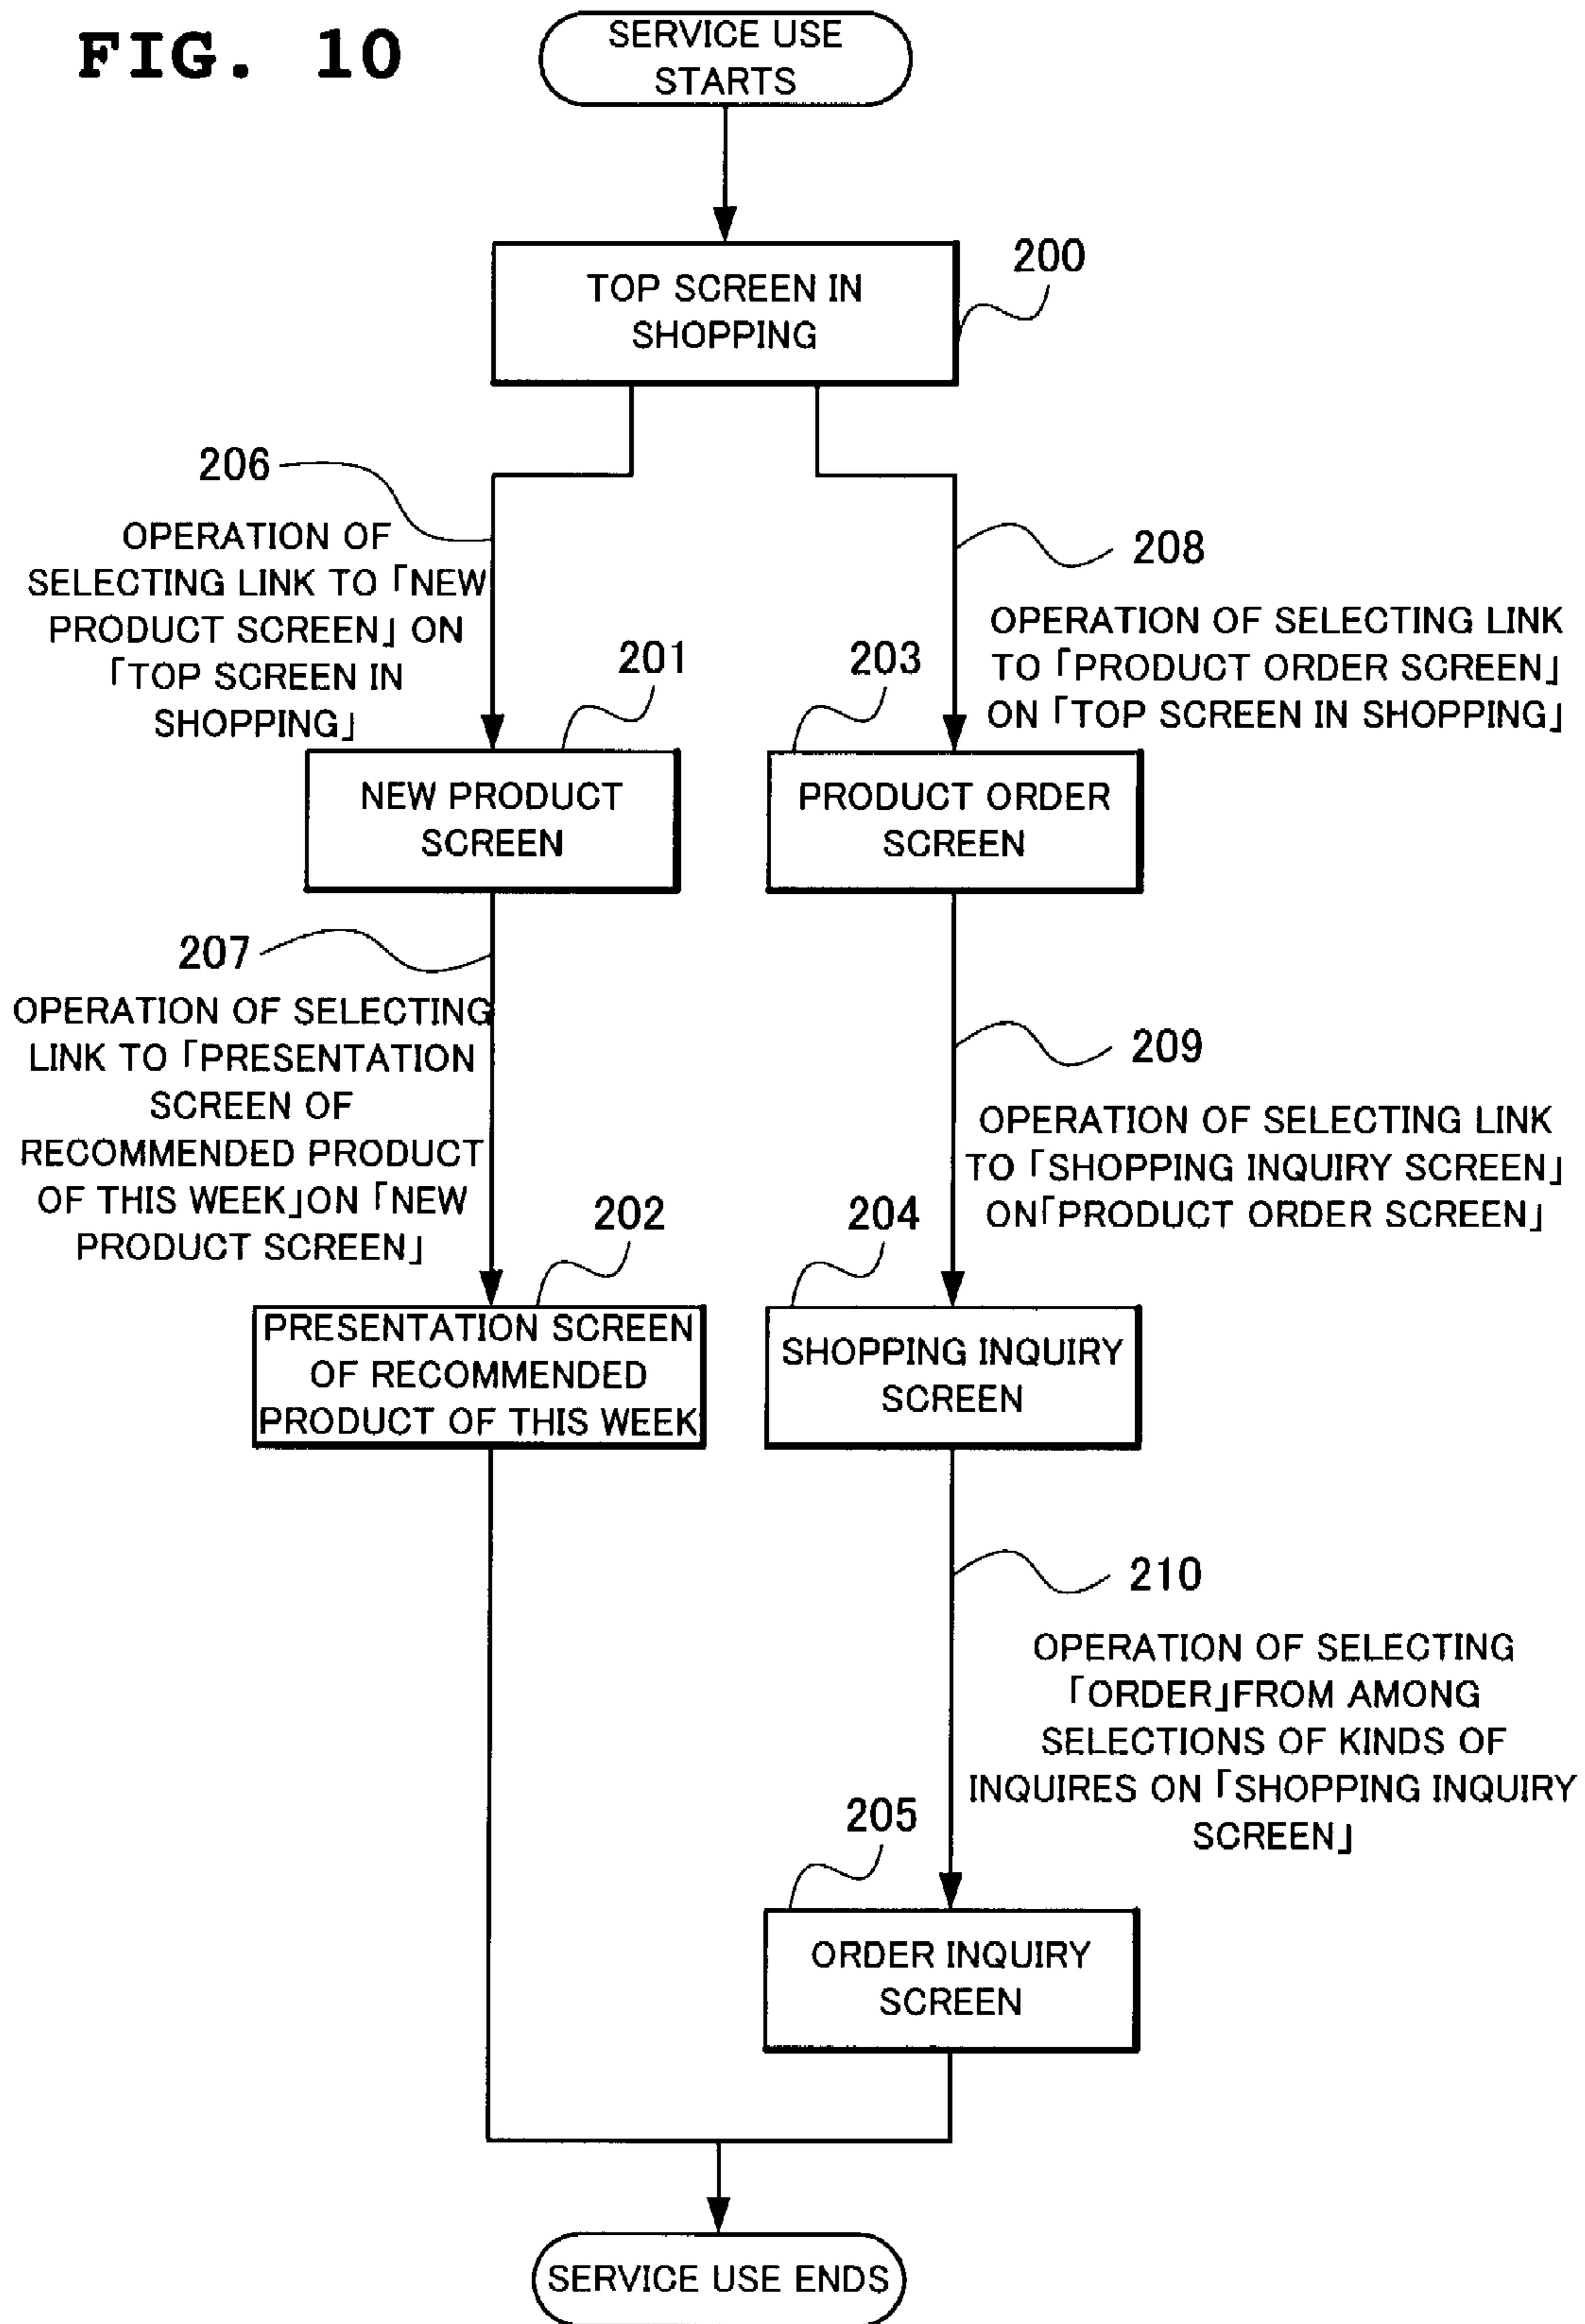 FIG. 10
SERVICE USE
STARTS
200
TOP SCREEN IN
SHOPPING
206
OPERATION OF
SELECTING LINK TO「NEW
PRODUCT SCREEN」ON
「TOP SCREEN IN
SHOPPING」
208
OPERATION OF SELECTING LINK
TO「PRODUCT ORDER SCREEN」
ON「TOP SCREEN IN SHOPPING」
201
NEW PRODUCT
SCREEN
203
PRODUCT ORDER
SCREEN
207
OPERATION OF SELECTING
LINK TO「PRESENTATION
SCREEN OF
RECOMMENDED PRODUCT
OF THIS WEEK」ON「NEW
PRODUCT SCREEN」
209
OPERATION OF SELECTING LINK
TO「SHOPPING INQUIRY SCREEN」
ON「PRODUCT ORDER SCREEN」
202
PRESENTATION SCREEN
OF RECOMMENDED
PRODUCT OF THIS WEEK
204
SHOPPING INQUIRY
SCREEN
210
OPERATION OF SELECTING
「ORDER」FROM AMONG
SELECTIONS OF KINDS OF
INQUIRES ON「SHOPPING INQUIRY
SCREEN」
205
ORDER INQUIRY
SCREEN
SERVICE USE ENDS